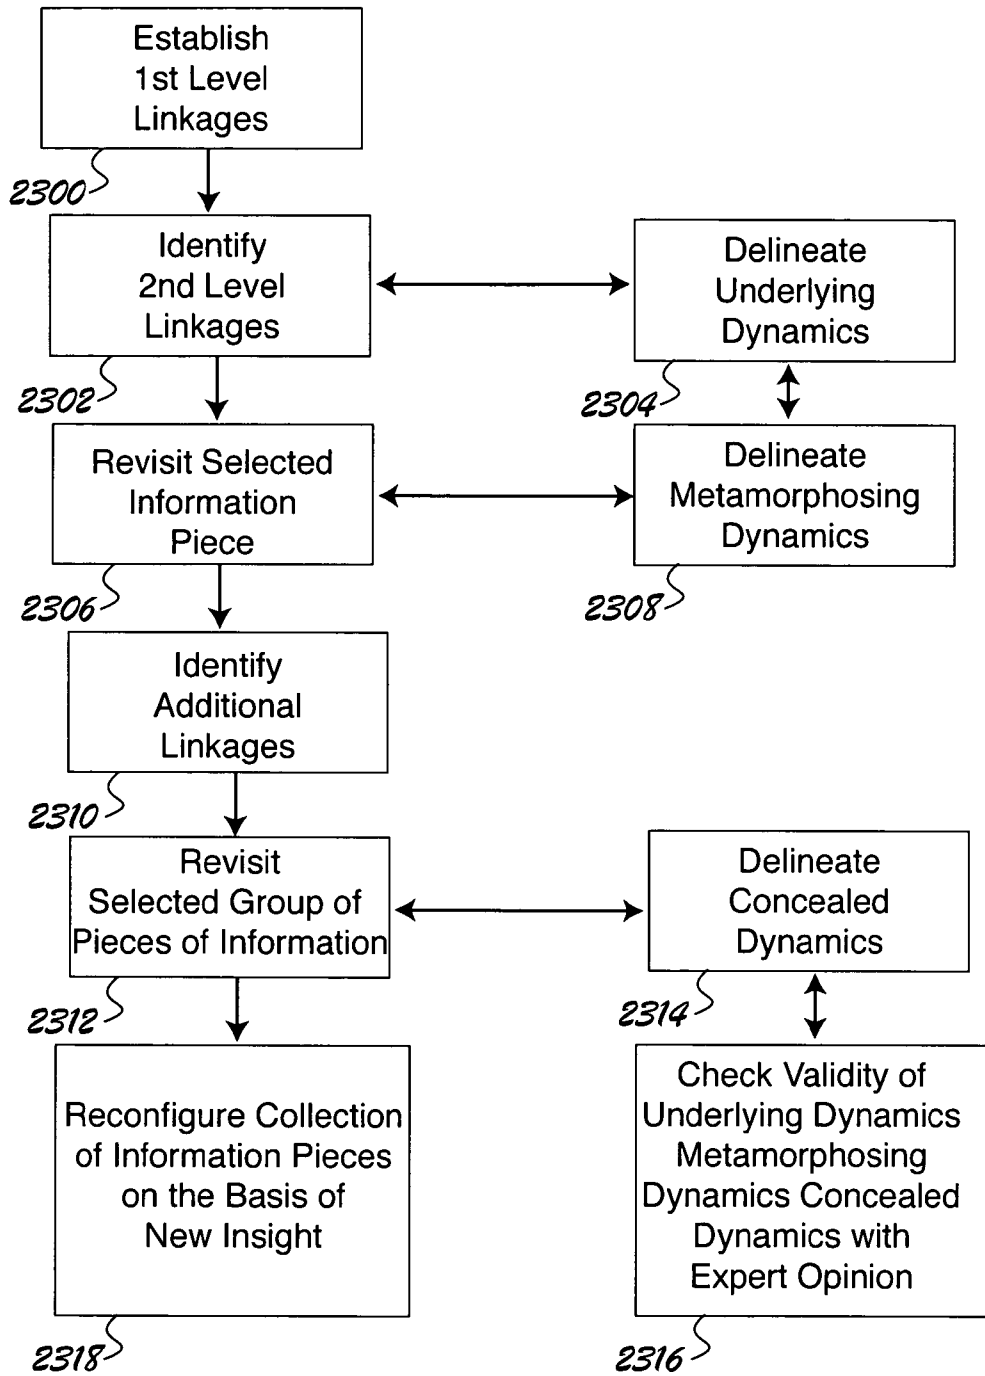 Establish
1st Level
Linkages
2300
Identify
2nd Level
Linkages
2302
Delineate
Underlying
Dynamics
2304
Revisit Selected
Information
Piece
2306
Delineate
Metamorphosing
Dynamics
2308
Identify
Additional
Linkages
2310
Revisit
Selected Group of
Pieces of Information
2312
Delineate
Concealed
Dynamics
2314
Reconfigure Collection
of Information Pieces
on the Basis of
New Insight
2318
Check Validity of
Underlying Dynamics
Metamorphosing
Dynamics Concealed
Dynamics with
Expert Opinion
2316